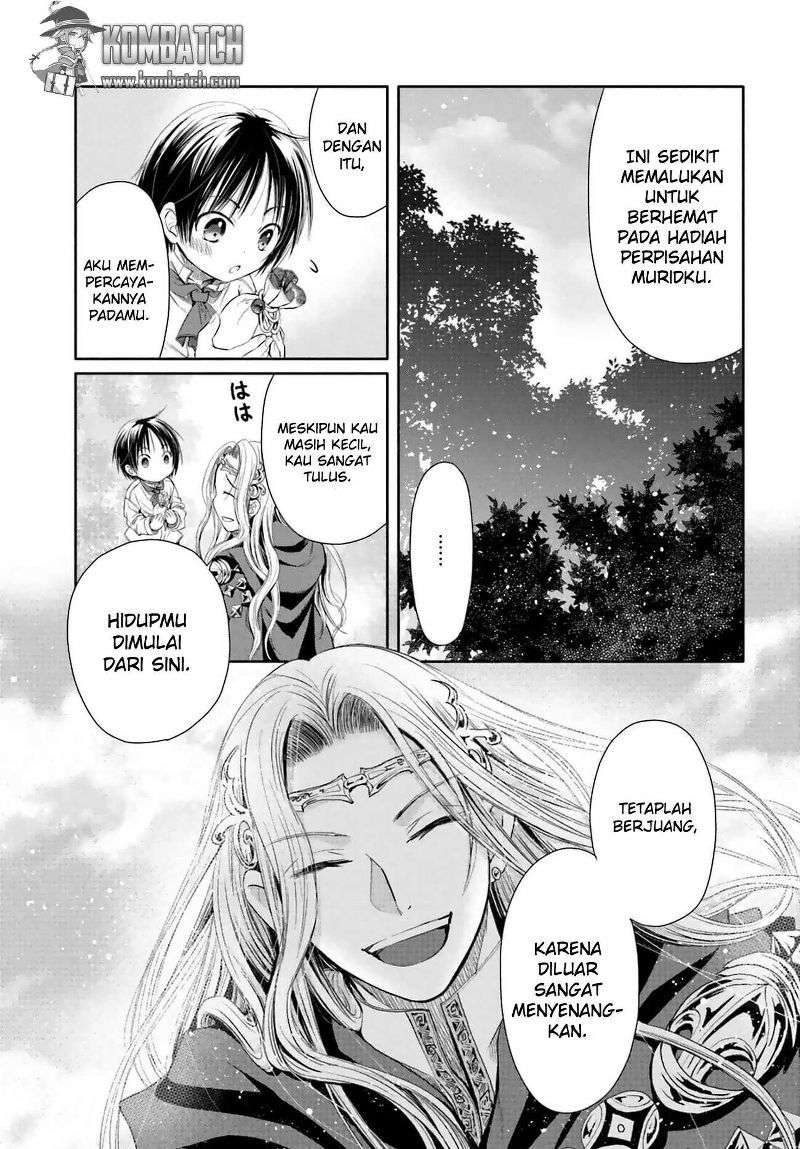 KOMBATCH
www.kombatch.com
INI SEDIKIT
MEMALUKAN
UNTUK
BERHEMAT
PADA HADIAH
PERPISAHAN
MURIDKU.
........
DAN
DENGAN
ITU,
AKU MEM-
PERCAYA-
KANNYA
PADAMU.
はは
MESKIPUN KAU
MASIH KECIL,
KAU SANGAT
TULUS.
HIDUPMU
DIMULAI
DARI SINI.
TETAPLAH
BERJUANG,
KARENA
DILUAR
SANGAT
MENYENANG-
KAN.